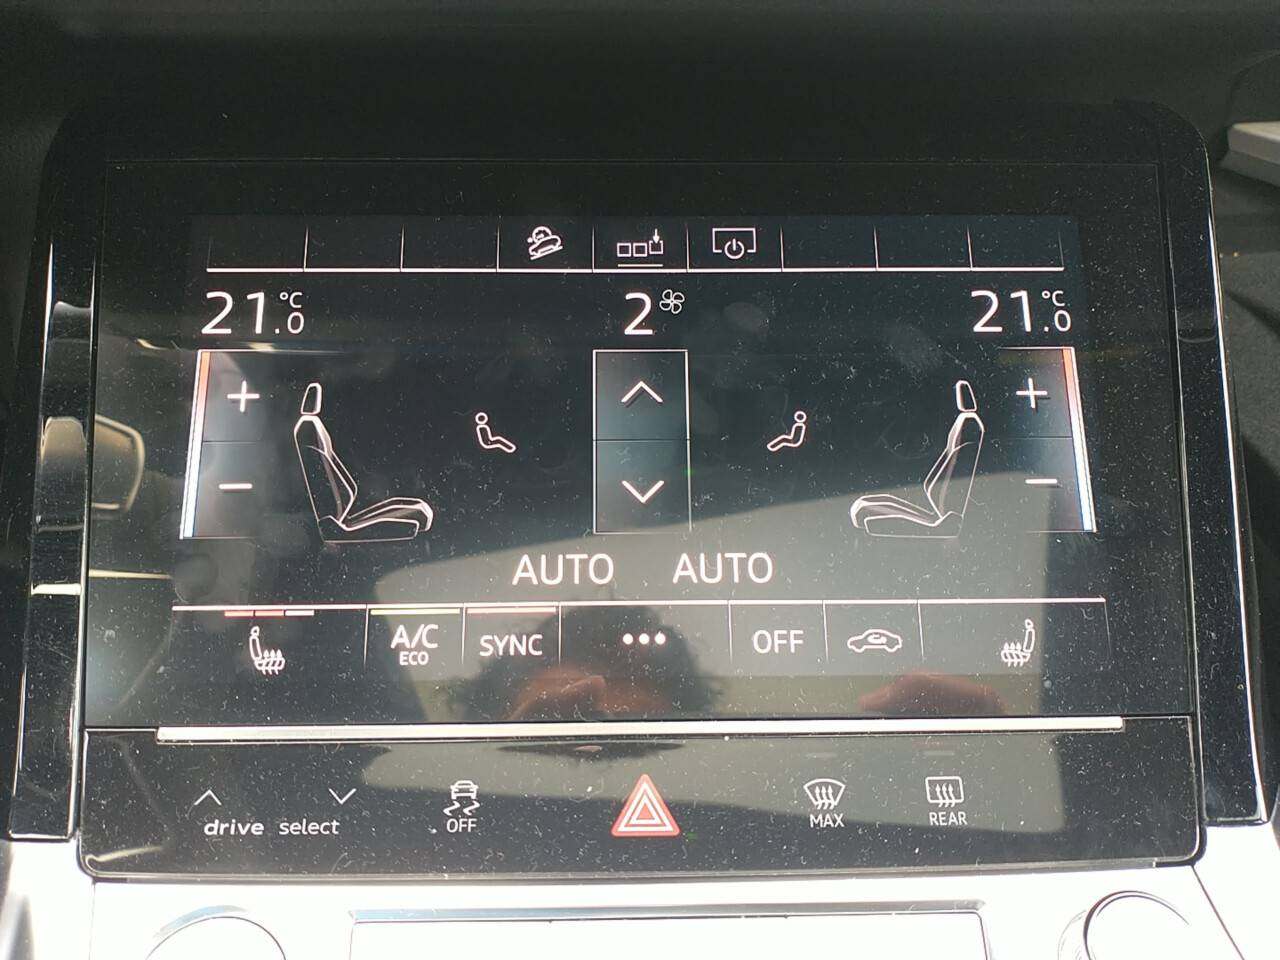 21.0 °C 2 21.0 °C
AUTO AUTO
A/C ECO SYNC OFF
drive select OFF MAX REAR